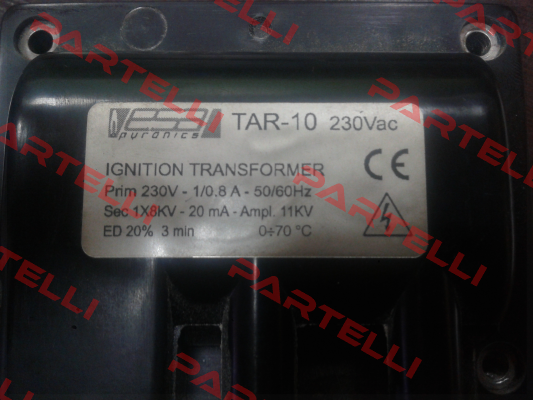 ESA TAR-10 230Vac
pyronics
IGNITION TRANSFORMER
Prim 230V - 1/0.8 A - 50/60Hz
Sec 1X8KV - 20 mA - Ampl. 11KV
ED 20% 3 min 0÷70 °C
CE
PARTELLI
PARTELLI
PARTELLI
PARTELLI
PARTELLI
PARTELLI